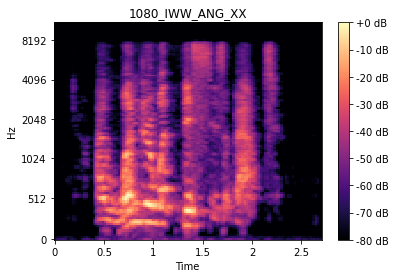 1080_IWW_ANG_XX
+0 dB
8192
-10 dB
4096
-20 dB
-30 dB
Hz
2048
-40 dB
1024
-50 dB
-60 dB
512
-70 dB
0
-80 dB
0 0.5 1 1.5 2 2.5
Time